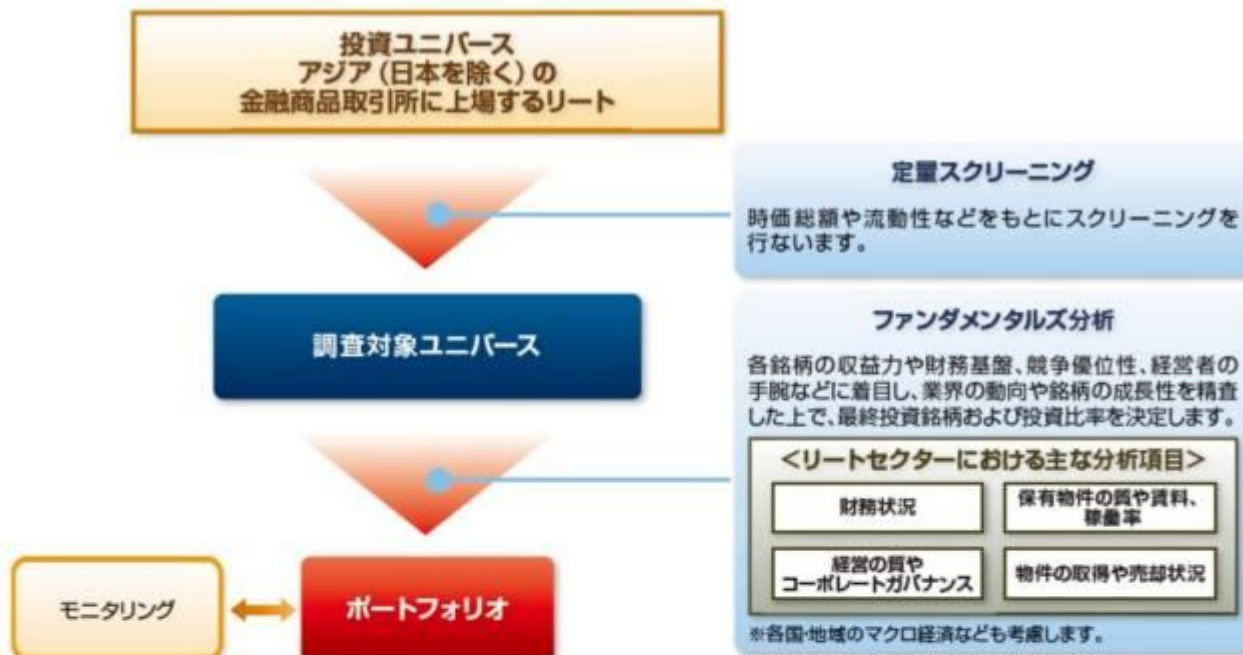 投資ユニバース
アジア（日本を除く）の
金融商品取引所に上場するリート
定量スクリーニング
時価総額や流動性などをもとにスクリーニングを
行ないます。
調査対象ユニバース
ファンダメンタルズ分析
各銘柄の収益力や財務基盤、競争優位性、経営者の
手腕などに着目し、業界の動向や銘柄の成長性を精査
した上で、最終投資銘柄および投資比率を決定します。
＜リートセクターにおける主な分析項目＞
財務状況
保有物件の質や賃料、
稼働率
経営の質や
コーポレートガバナンス
物件の取得や売却状況
※各国・地域のマクロ経済なども考慮します。
モニタリング
ポートフォリオ